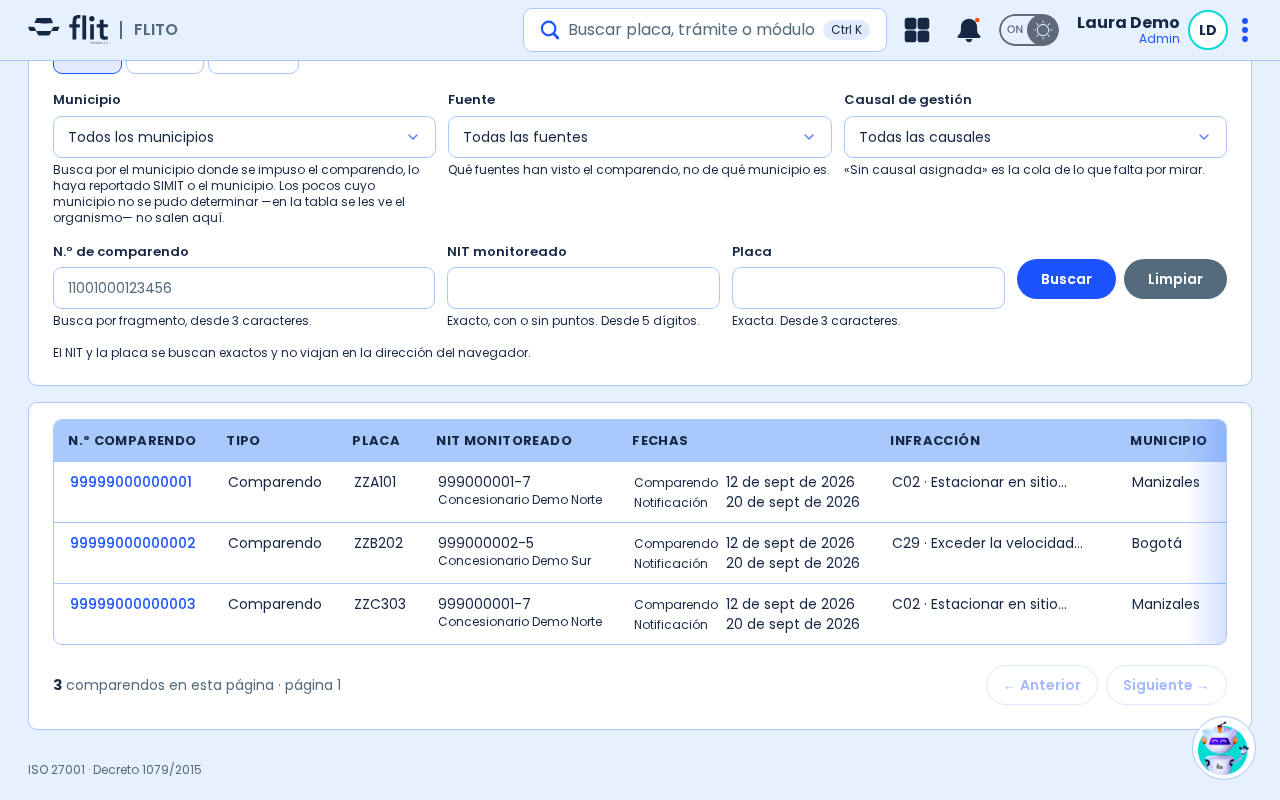 flit
FLITO
Buscar placa, trámite o módulo
Ctrl K
ON
Laura Demo
Admin
LD
Municipio
Fuente
Causal de gestión
Todos los municipios
Todas las fuentes
Todas las causales
Busca por el municipio donde se impuso el comparendo, lo
haya reportado SIMIT o el municipio. Los pocos cuyo
municipio no se pudo determinar —en la tabla se les ve el
organismo— no salen aquí.
Qué fuentes han visto el comparendo, no de qué municipio es.
«Sin causal asignada» es la cola de lo que falta por mirar.
N.º de comparendo
NIT monitoreado
Placa
11001000123456
Buscar
Limpiar
Busca por fragmento, desde 3 caracteres.
Exacto, con o sin puntos. Desde 5 dígitos.
Exacta. Desde 3 caracteres.
El NIT y la placa se buscan exactos y no viajan en la dirección del navegador.
N.º COMPARENDO TIPO PLACA NIT MONITOREADO FECHAS INFRACCIÓN MUNICIPIO
99999000000001 Comparendo ZZA101 999000001-7 Comparendo 12 de sept de 2026 C02 · Estacionar en sitio... Manizales
Concesionario Demo Norte Notificación 20 de sept de 2026
99999000000002 Comparendo ZZB202 999000002-5 Comparendo 12 de sept de 2026 C29 · Exceder la velocidad... Bogotá
Concesionario Demo Sur Notificación 20 de sept de 2026
99999000000003 Comparendo ZZC303 999000001-7 Comparendo 12 de sept de 2026 C02 · Estacionar en sitio... Manizales
Concesionario Demo Norte Notificación 20 de sept de 2026
3 comparendos en esta página · página 1
← Anterior
Siguiente →
ISO 27001 · Decreto 1079/2015